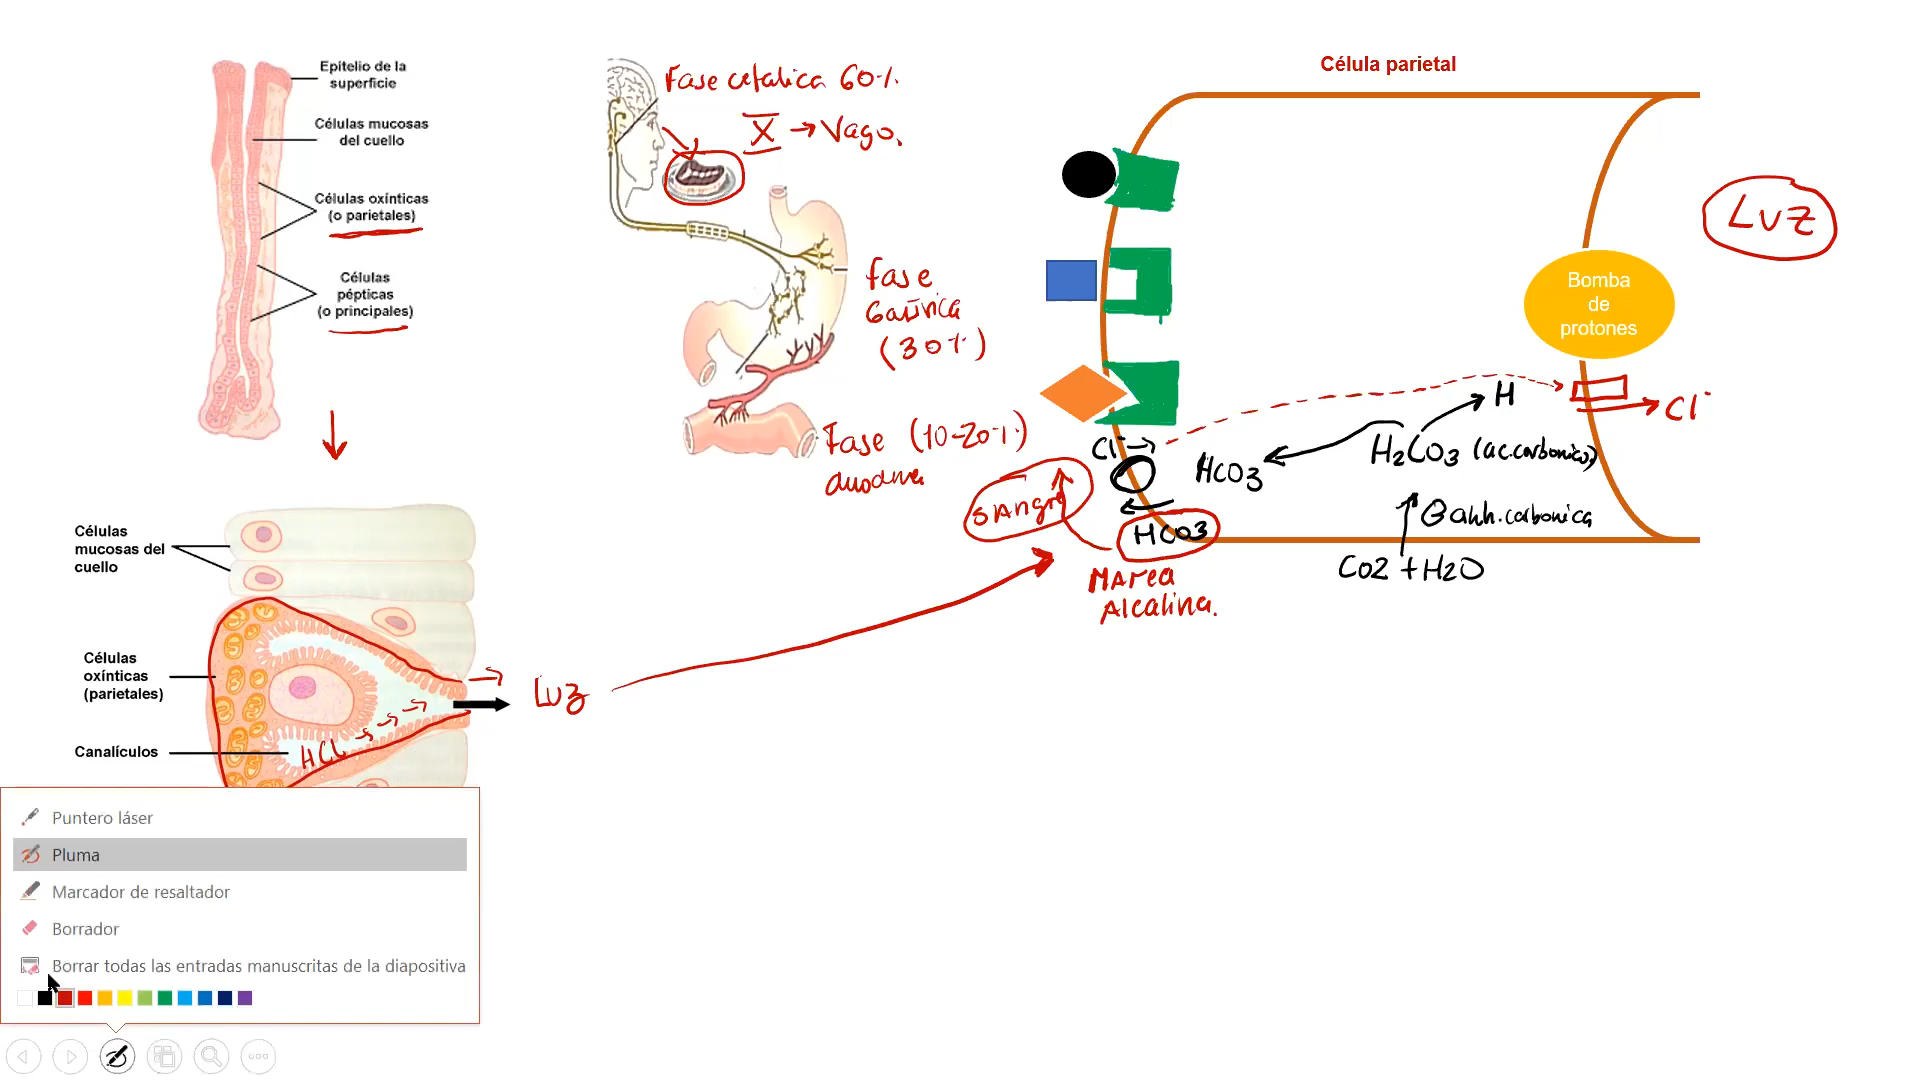 Epitelio de la
superficie
Células mucosas
del cuello
Células oxínticas
(o parietales)
Células
pépticas
(o principales)
Células
mucosas del
cuello
Células
oxínticas
(parietales)
Canalículos
HCl
Luz
Fase cefalica 60%.
X → Vago.
Fase
Gastrica
(30%)
Fase (10-20%)
Célula parietal
LUZ
Bomba
de
protones
Cl⁻
H
H2CO3 (ac.carbonico)
HCO3
Cl⁻ →
SAngre
HCO3
anh.carbonica
CO2 + H2O
MArea
Alcalina.
Puntero láser
Pluma
Marcador de resaltador
Borrador
Borrar todas las entradas manuscritas de la diapositiva